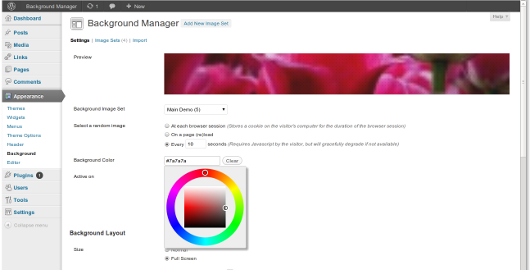 Background Manager 1 + New
Help
Dashboard
Posts
Media
Links
Pages
Comments
Appearance
Themes
Widgets
Menus
Theme Options
Header
Background
Editor
Plugins 1
Users
Tools
Settings
Collapse menu
Background Manager Add New Image Set
Settings | Image Sets (4) | Import
Preview
Background Image Set Main Demo (5)
Select a random image
At each browser session (Stores a cookie on the visitor's computer for the duration of the browser session)
On a page (re)load
Every 10 seconds (Requires Javascript by the visitor, but will gracefully degrade if not available)
Background Color #7a7a7a Clear
Active on
Background Layout
Size Normal
Full Screen